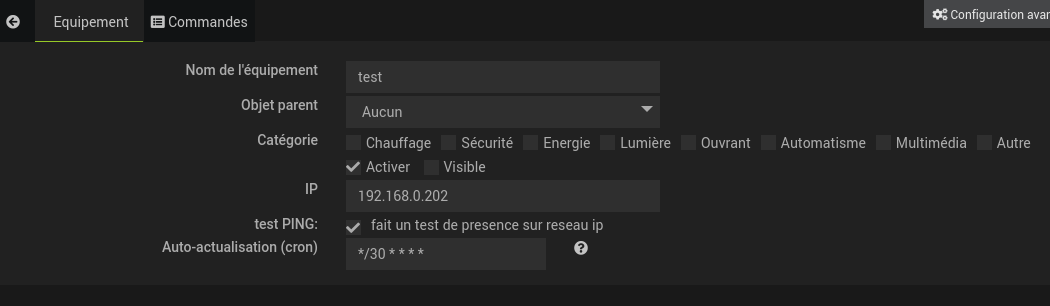 Equipement Commandes Configuration avan
Nom de l'équipement test
Objet parent Aucun
Catégorie Chauffage Sécurité Energie Lumière Ouvrant Automatisme Multimédia Autre
Activer Visible
IP 192.168.0.202
test PING: fait un test de presence sur reseau ip
Auto-actualisation (cron) */30 * * * *